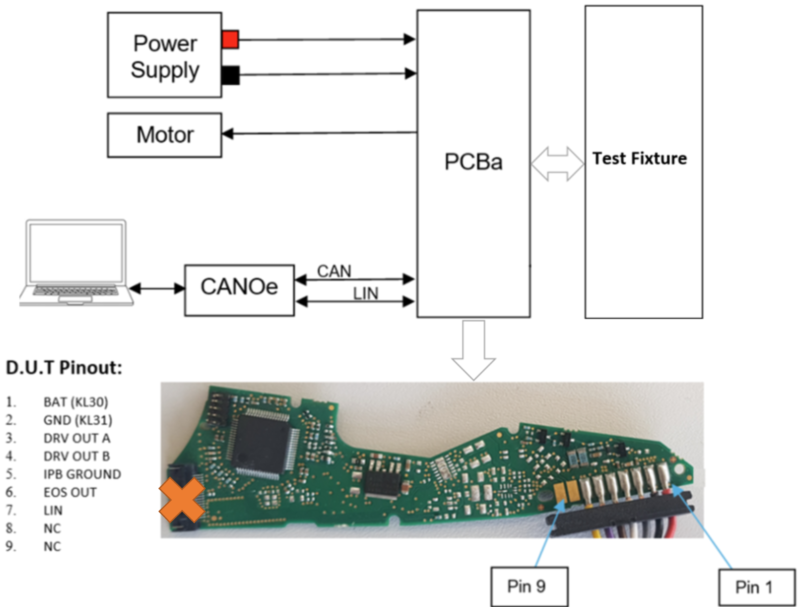 Power
Supply
Motor
PCBa
Test Fixture
CANOe
CAN
LIN
D.U.T Pinout:
1. BAT (KL30)
2. GND (KL31)
3. DRV OUT A
4. DRV OUT B
5. IPB GROUND
6. EOS OUT
7. LIN
8. NC
9. NC
Pin 9
Pin 1